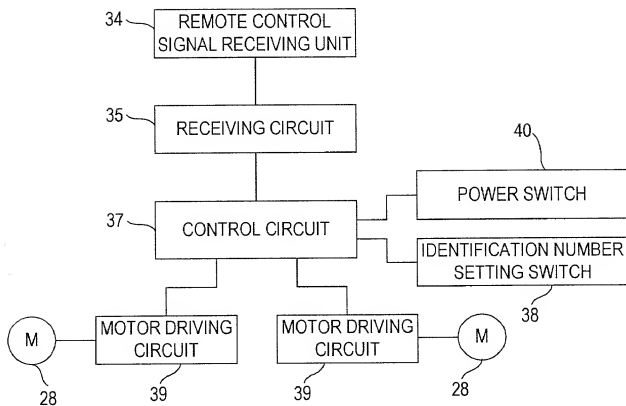 34
REMOTE CONTROL
SIGNAL RECEIVING UNIT
35
RECEIVING CIRCUIT
40
POWER SWITCH
37
CONTROL CIRCUIT
IDENTIFICATION NUMBER
SETTING SWITCH
38
M
MOTOR DRIVING
CIRCUIT
MOTOR DRIVING
CIRCUIT
M
28
39
39
28